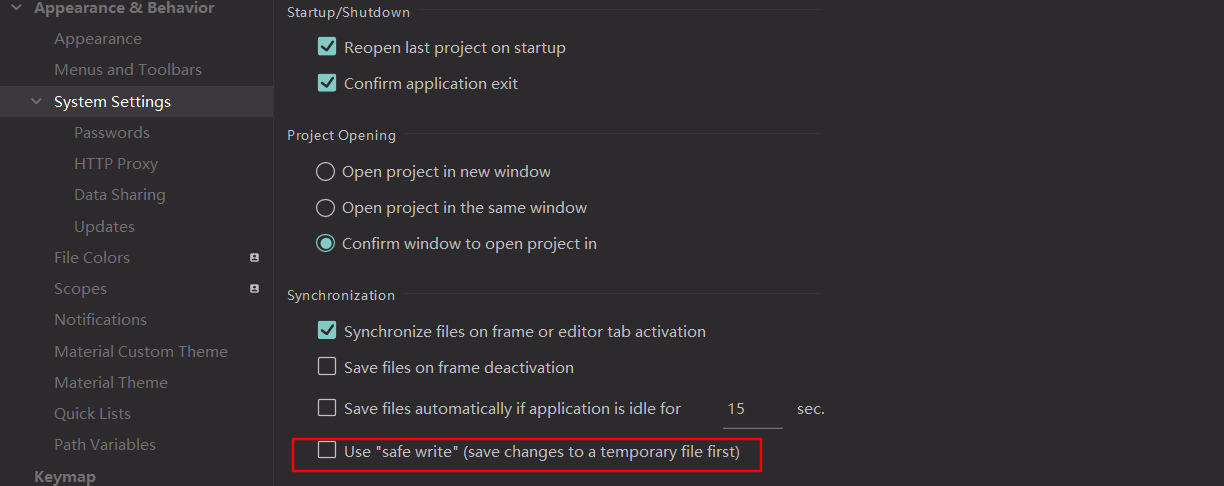 Appearance & Behavior
Appearance
Menus and Toolbars
System Settings
Passwords
HTTP Proxy
Data Sharing
Updates
File Colors
Scopes
Notifications
Material Custom Theme
Material Theme
Quick Lists
Path Variables
Keymap
Startup/Shutdown
Reopen last project on startup
Confirm application exit
Project Opening
Open project in new window
Open project in the same window
Confirm window to open project in
Synchronization
Synchronize files on frame or editor tab activation
Save files on frame deactivation
Save files automatically if application is idle for 15 sec.
Use "safe write" (save changes to a temporary file first)